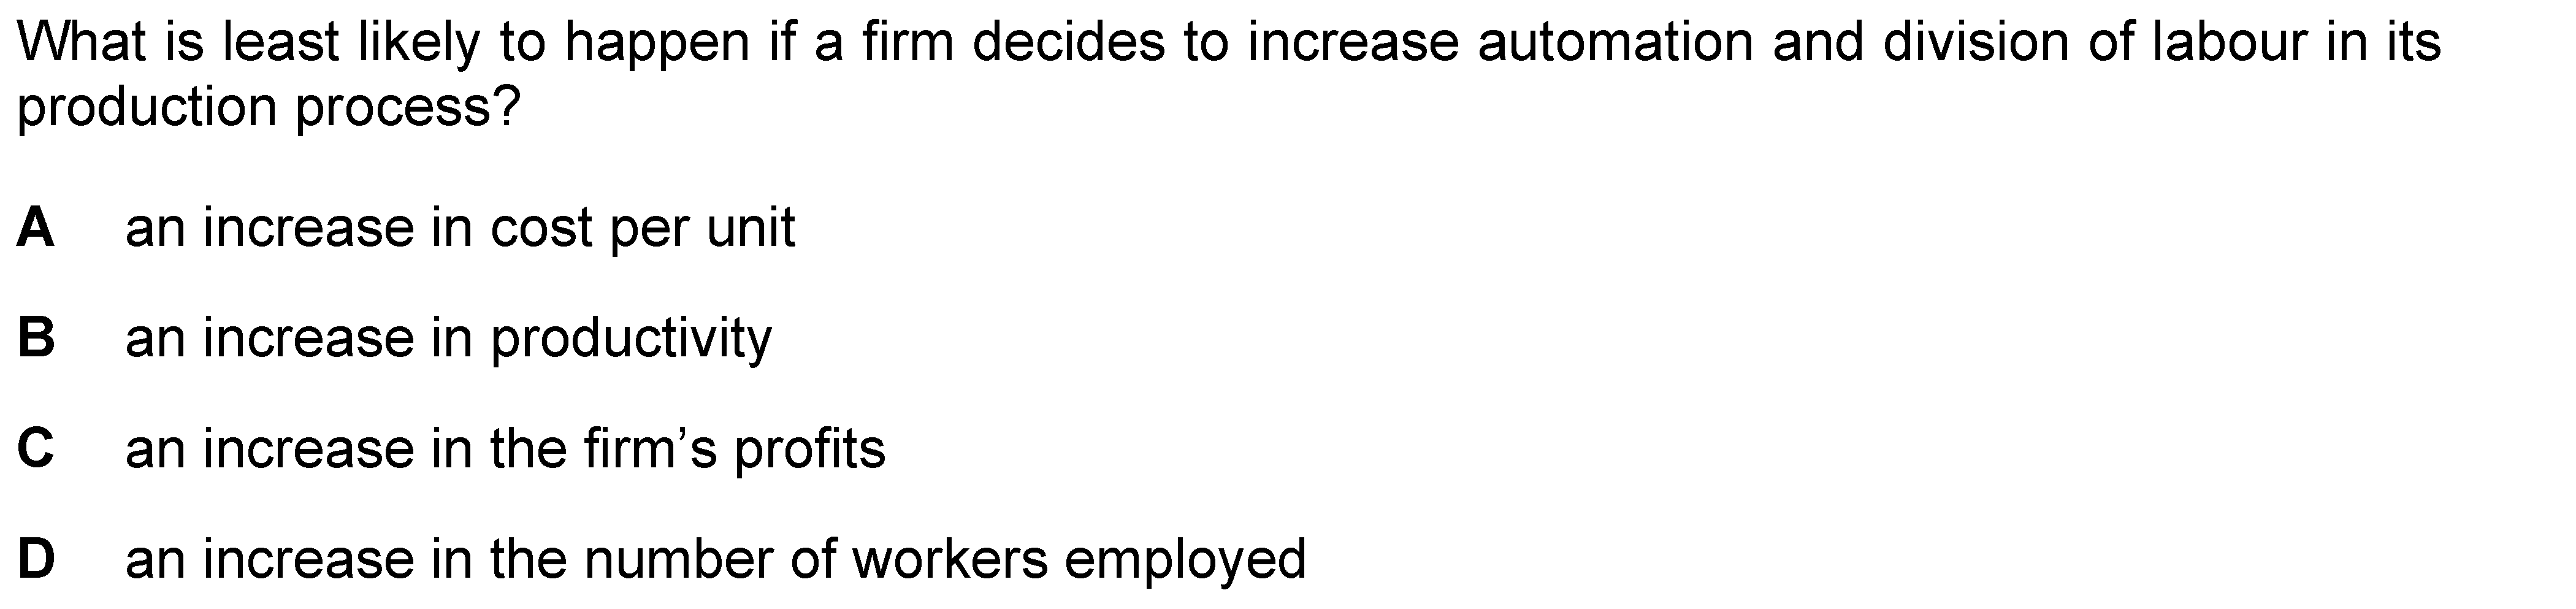 What is least likely to happen if a firm decides to increase automation and division of labour in its
production process?
A an increase in cost per unit
B an increase in productivity
C an increase in the firm’s profits
D an increase in the number of workers employed